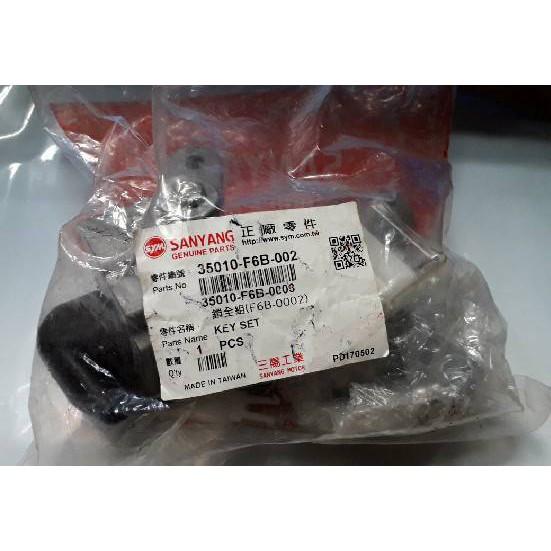 SYM SANYANG 正廠零件
GENUINE PARTS http://www.sym.com.tw
零件編號 35010-F6B-002
Parts No
35010-F6B-0008
鎖全組(F6B-0002)
零件名稱
Parts Name KEY SET
數量 1 PCS
Q'ty
三陽工業 PD170502
SANYANG MOTOR
MADE IN TAIWAN